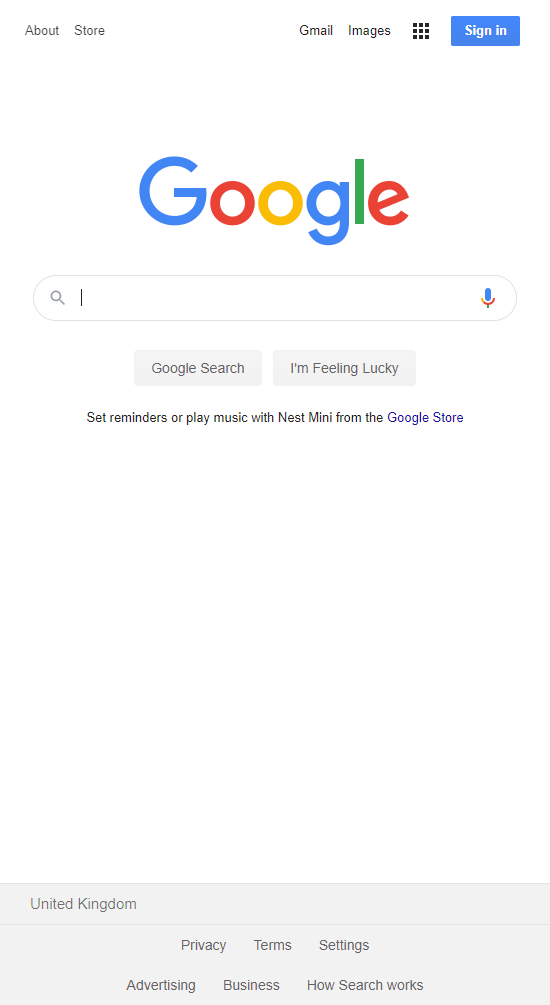 About Store Gmail Images Sign in
Google
Google Search I'm Feeling Lucky
Set reminders or play music with Nest Mini from the Google Store
United Kingdom
Privacy Terms Settings
Advertising Business How Search works